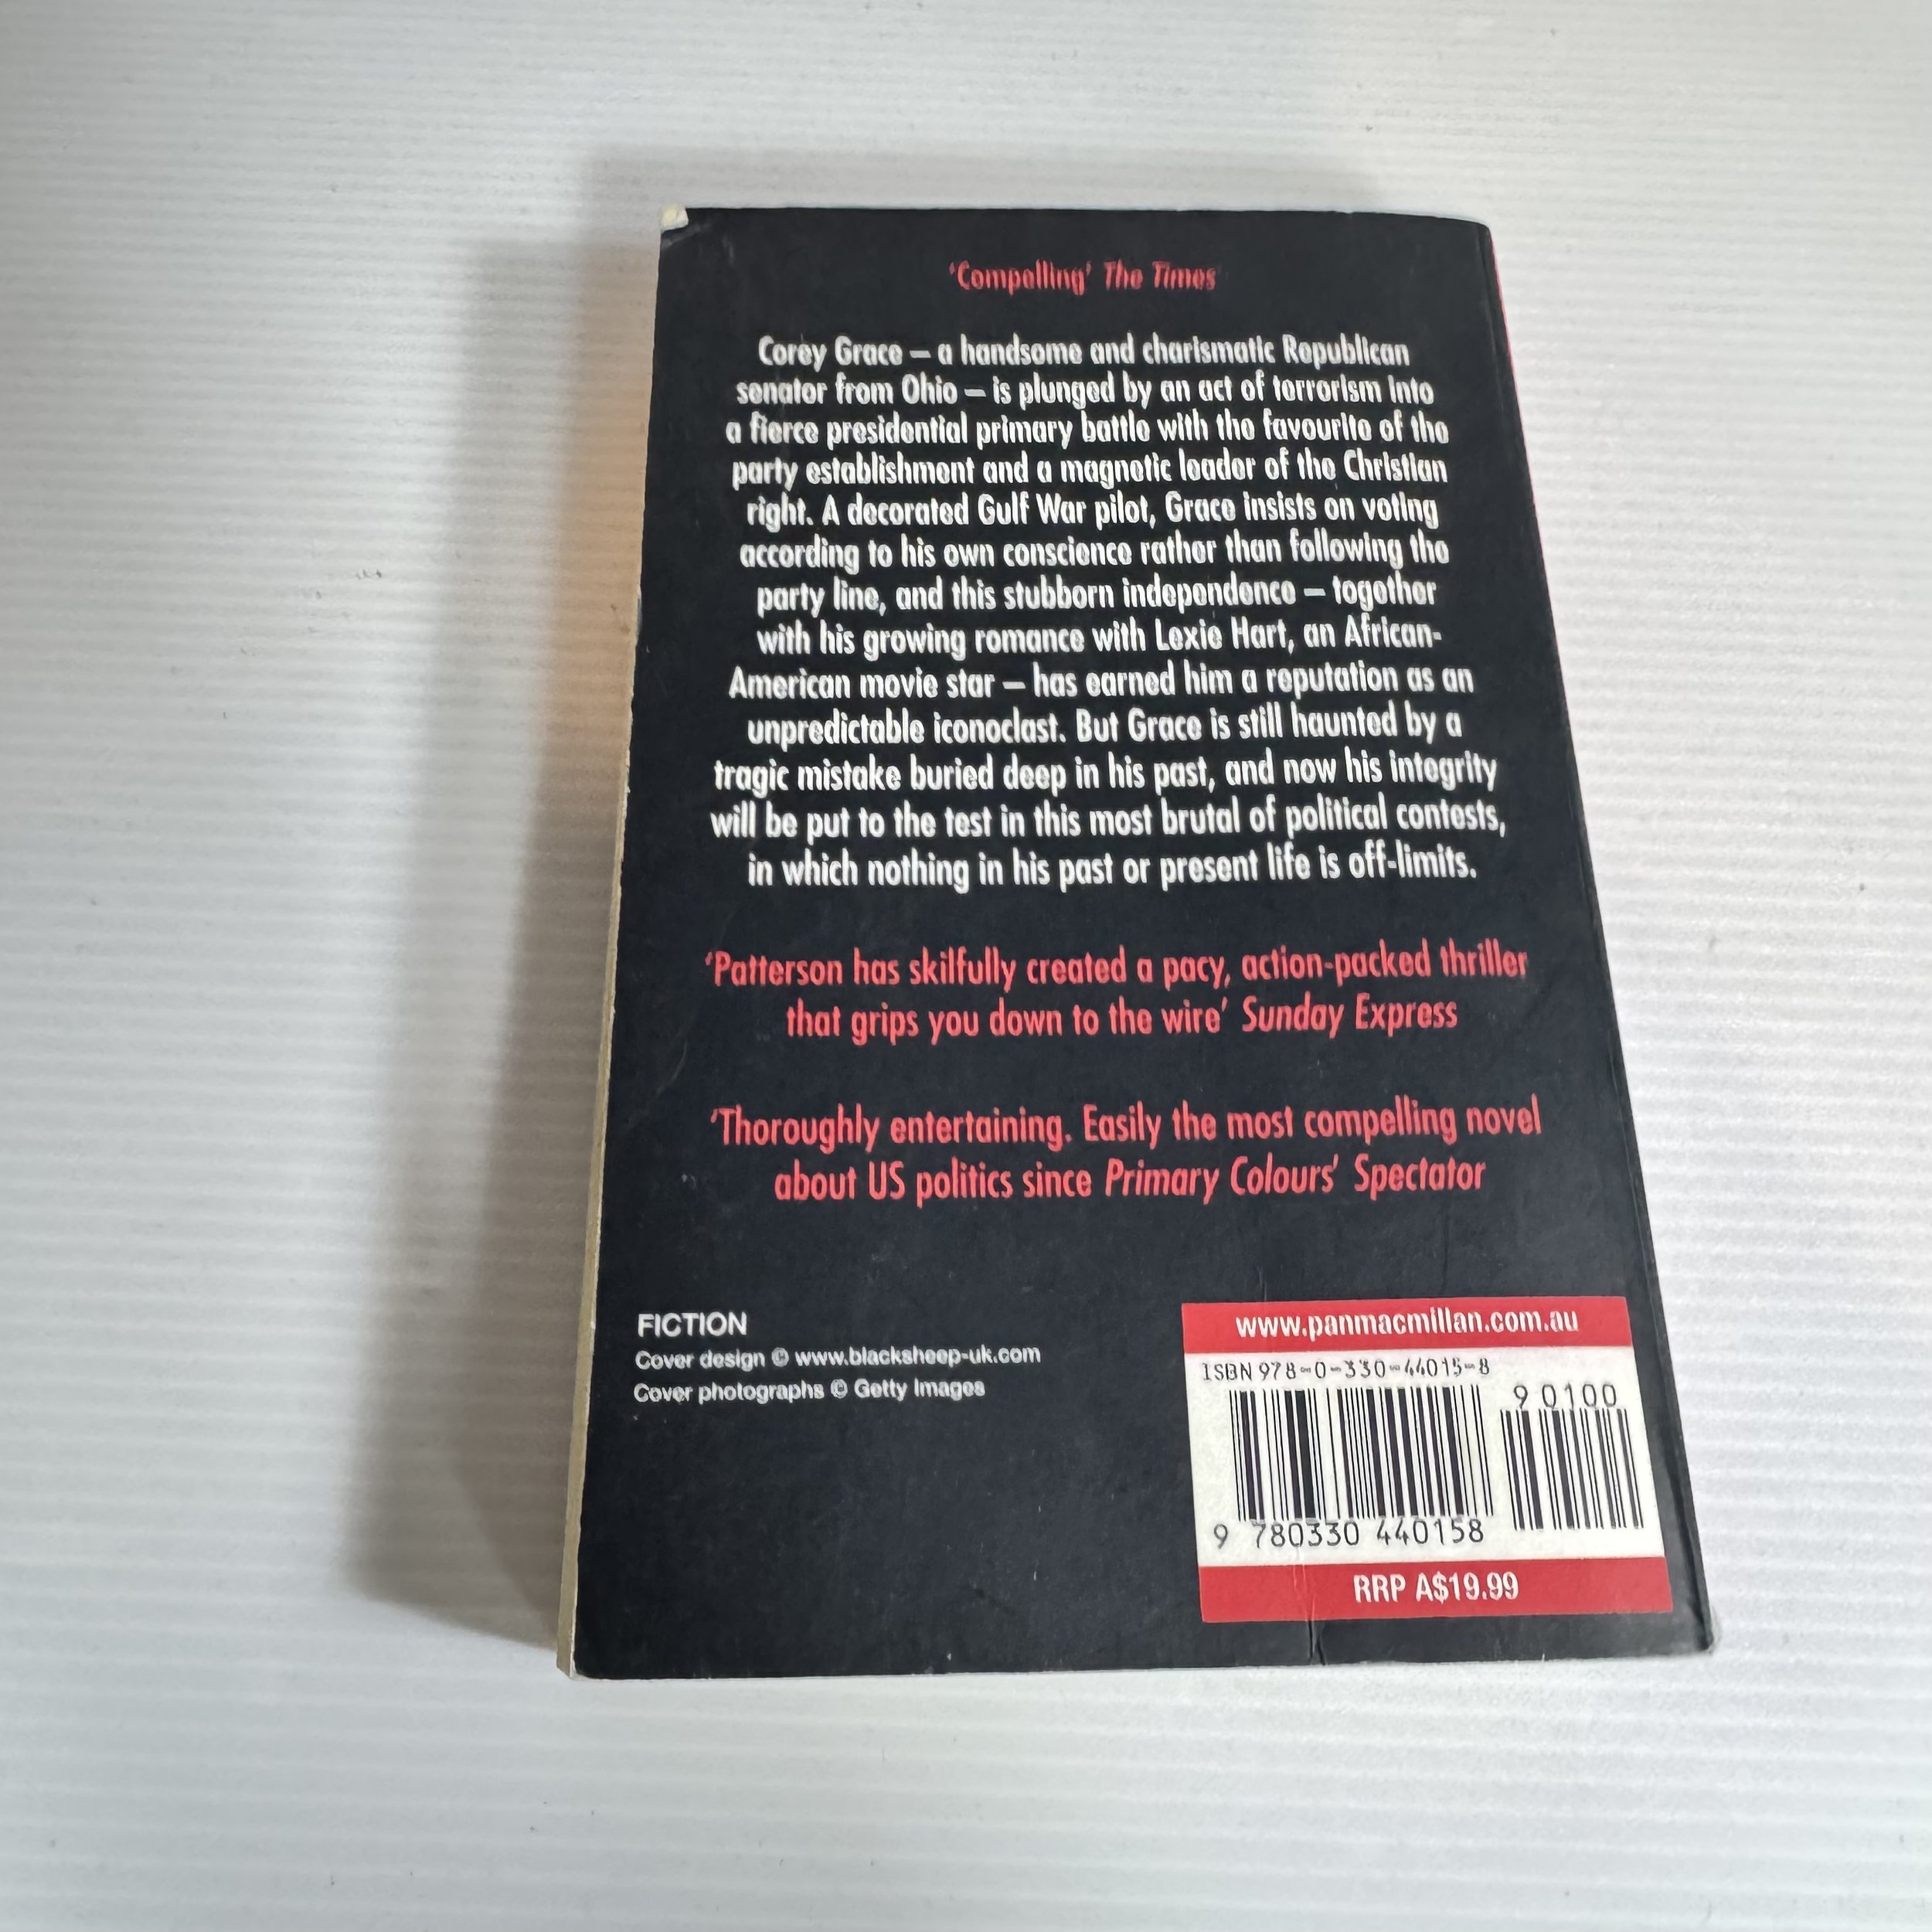 'Compelling' The Times
Corey Grace – a handsome and charismatic Republican
senator from Ohio – is plunged by an act of terrorism into
a fierce presidential primary battle with the favourite of the
party establishment and a magnetic leader of the Christian
right. A decorated Gulf War pilot, Grace insists on voting
according to his own conscience rather than following the
party line, and this stubborn independence – together
with his growing romance with Lexie Hart, an African-
American movie star – has earned him a reputation as an
unpredictable iconoclast. But Grace is still haunted by a
tragic mistake buried deep in his past, and now his integrity
will be put to the test in this most brutal of political contests,
in which nothing in his past or present life is off-limits.
'Patterson has skilfully created a pacy, action-packed thriller
that grips you down to the wire' Sunday Express
'Thoroughly entertaining. Easily the most compelling novel
about US politics since Primary Colours' Spectator
FICTION
Cover design © www.blacksheep-uk.com
Cover photographs © Getty Images
www.panmacmillan.com.au
ISBN 978-0-330-44015-8
9 0100
9 780330 440158
RRP A$19.99